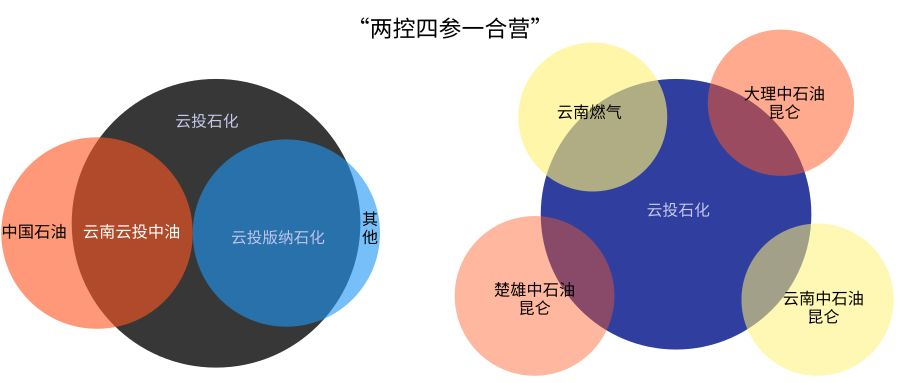 “两控四参一合营”
云投石化
中国石油
云南云投中油
云投版纳石化
其
他
云南燃气
大理中石油
昆仑
云投石化
楚雄中石油
昆仑
云南中石油
昆仑